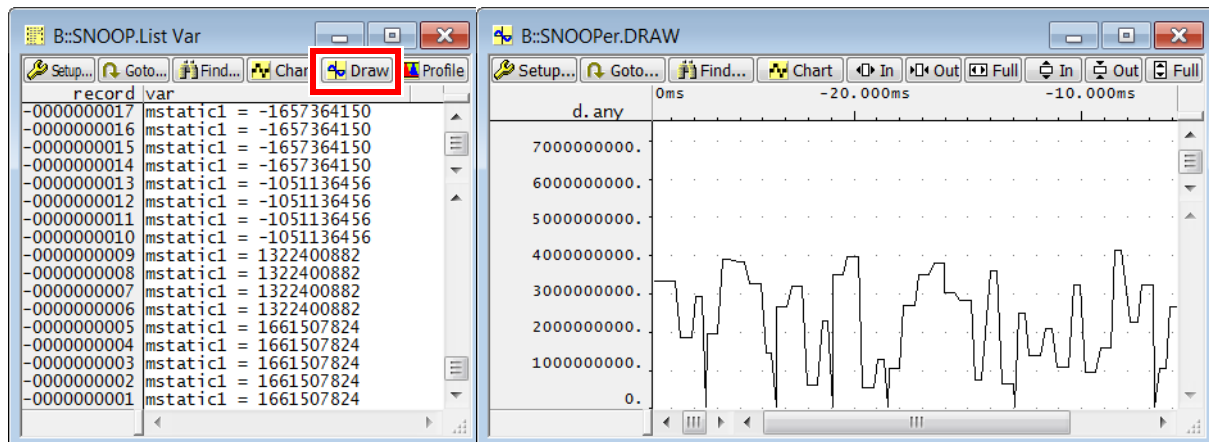 B::SNOOP.List Var
Setup... Goto... Find... Char Draw Profile
record var
-0000000017 mstatic1 = -1657364150
-0000000016 mstatic1 = -1657364150
-0000000015 mstatic1 = -1657364150
-0000000014 mstatic1 = -1657364150
-0000000013 mstatic1 = -1051136456
-0000000012 mstatic1 = -1051136456
-0000000011 mstatic1 = -1051136456
-0000000010 mstatic1 = -1051136456
-0000000009 mstatic1 = 1322400882
-0000000008 mstatic1 = 1322400882
-0000000007 mstatic1 = 1322400882
-0000000006 mstatic1 = 1322400882
-0000000005 mstatic1 = 1661507824
-0000000004 mstatic1 = 1661507824
-0000000003 mstatic1 = 1661507824
-0000000002 mstatic1 = 1661507824
-0000000001 mstatic1 = 1661507824
B::SNOOPer.DRAW
Setup... Goto... Find... Chart In Out Full In Out Full
0ms -20.000ms -10.000ms
d.any
7000000000.
6000000000.
5000000000.
4000000000.
3000000000.
2000000000.
1000000000.
0.